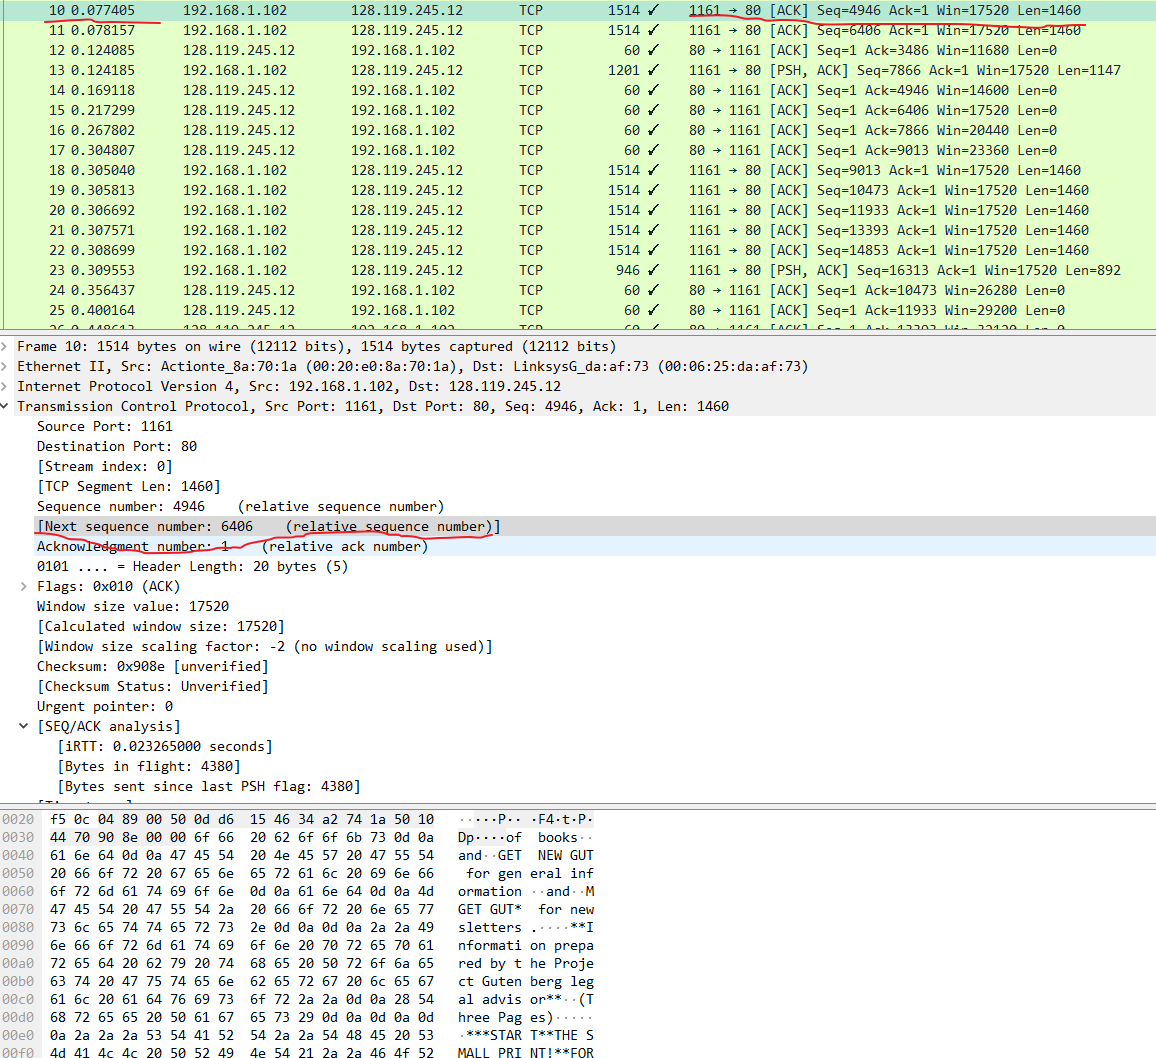 10 0.077405 192.168.1.102 128.119.245.12 TCP 1514 ✓ 1161 → 80 [ACK] Seq=4946 Ack=1 Win=17520 Len=1460
11 0.078157 192.168.1.102 128.119.245.12 TCP 1514 ✓ 1161 → 80 [ACK] Seq=6406 Ack=1 Win=17520 Len=1460
12 0.124085 128.119.245.12 192.168.1.102 TCP 60 ✓ 80 → 1161 [ACK] Seq=1 Ack=3486 Win=11680 Len=0
13 0.124185 192.168.1.102 128.119.245.12 TCP 1201 ✓ 1161 → 80 [PSH, ACK] Seq=7866 Ack=1 Win=17520 Len=1147
14 0.169118 128.119.245.12 192.168.1.102 TCP 60 ✓ 80 → 1161 [ACK] Seq=1 Ack=4946 Win=14600 Len=0
15 0.217299 128.119.245.12 192.168.1.102 TCP 60 ✓ 80 → 1161 [ACK] Seq=1 Ack=6406 Win=17520 Len=0
16 0.267802 128.119.245.12 192.168.1.102 TCP 60 ✓ 80 → 1161 [ACK] Seq=1 Ack=7866 Win=20440 Len=0
17 0.304807 128.119.245.12 192.168.1.102 TCP 60 ✓ 80 → 1161 [ACK] Seq=1 Ack=9013 Win=23360 Len=0
18 0.305040 192.168.1.102 128.119.245.12 TCP 1514 ✓ 1161 → 80 [ACK] Seq=9013 Ack=1 Win=17520 Len=1460
19 0.305813 192.168.1.102 128.119.245.12 TCP 1514 ✓ 1161 → 80 [ACK] Seq=10473 Ack=1 Win=17520 Len=1460
20 0.306692 192.168.1.102 128.119.245.12 TCP 1514 ✓ 1161 → 80 [ACK] Seq=11933 Ack=1 Win=17520 Len=1460
21 0.307571 192.168.1.102 128.119.245.12 TCP 1514 ✓ 1161 → 80 [ACK] Seq=13393 Ack=1 Win=17520 Len=1460
22 0.308699 192.168.1.102 128.119.245.12 TCP 1514 ✓ 1161 → 80 [ACK] Seq=14853 Ack=1 Win=17520 Len=1460
23 0.309553 192.168.1.102 128.119.245.12 TCP 946 ✓ 1161 → 80 [PSH, ACK] Seq=16313 Ack=1 Win=17520 Len=892
24 0.356437 128.119.245.12 192.168.1.102 TCP 60 ✓ 80 → 1161 [ACK] Seq=1 Ack=10473 Win=26280 Len=0
25 0.400164 128.119.245.12 192.168.1.102 TCP 60 ✓ 80 → 1161 [ACK] Seq=1 Ack=11933 Win=29200 Len=0
26 0.448613 128.119.245.12 192.168.1.102 TCP 60 ✓ 80 → 1161 [ACK] Seq=1 Ack=13393 Win=32120 Len=0
Frame 10: 1514 bytes on wire (12112 bits), 1514 bytes captured (12112 bits)
Ethernet II, Src: Actionte_8a:70:1a (00:20:e0:8a:70:1a), Dst: LinksysG_da:af:73 (00:06:25:da:af:73)
Internet Protocol Version 4, Src: 192.168.1.102, Dst: 128.119.245.12
Transmission Control Protocol, Src Port: 1161, Dst Port: 80, Seq: 4946, Ack: 1, Len: 1460
Source Port: 1161
Destination Port: 80
[Stream index: 0]
[TCP Segment Len: 1460]
Sequence number: 4946 (relative sequence number)
[Next sequence number: 6406 (relative sequence number)]
Acknowledgment number: 1 (relative ack number)
0101 .... = Header Length: 20 bytes (5)
Flags: 0x010 (ACK)
Window size value: 17520
[Calculated window size: 17520]
[Window size scaling factor: -2 (no window scaling used)]
Checksum: 0x908e [unverified]
[Checksum Status: Unverified]
Urgent pointer: 0
[SEQ/ACK analysis]
[iRTT: 0.023265000 seconds]
[Bytes in flight: 4380]
[Bytes sent since last PSH flag: 4380]
0020 f5 0c 04 89 00 50 0d d6 15 46 34 a2 74 1a 50 10 ·····P·· ·F4·t·P·
0030 44 70 90 8e 00 00 6f 66 20 62 6f 6f 6b 73 0d 0a Dp····of books··
0040 61 6e 64 0d 0a 47 45 54 20 4e 45 57 20 47 55 54 and··GET NEW GUT
0050 20 66 6f 72 20 67 65 6e 65 72 61 6c 20 69 6e 66 for gen eral inf
0060 6f 72 6d 61 74 69 6f 6e 0d 0a 61 6e 64 0d 0a 4d ormation ··and··M
0070 47 45 54 20 47 55 54 2a 20 66 6f 72 20 6e 65 77 GET GUT* for new
0080 73 6c 65 74 74 65 72 73 2e 0d 0a 0d 0a 2a 2a 49 sletters .····**I
0090 6e 66 6f 72 6d 61 74 69 6f 6e 20 70 72 65 70 61 nformati on prepa
00a0 72 65 64 20 62 79 20 74 68 65 20 50 72 6f 6a 65 red by t he Proje
00b0 63 74 20 47 75 74 65 6e 62 65 72 67 20 6c 65 67 ct Guten berg leg
00c0 61 6c 20 61 64 76 69 73 6f 72 2a 2a 0d 0a 28 54 al advis or**··(T
00d0 68 72 65 65 20 50 61 67 65 73 29 0d 0a 0d 0a 0d hree Pag es)·····
00e0 0a 2a 2a 2a 53 54 41 52 54 2a 2a 54 48 45 20 53 ·***STAR T**THE S
00f0 4d 41 4c 4c 20 50 52 49 4e 54 21 2a 2a 46 4f 52 MALL PRI NT!**FOR